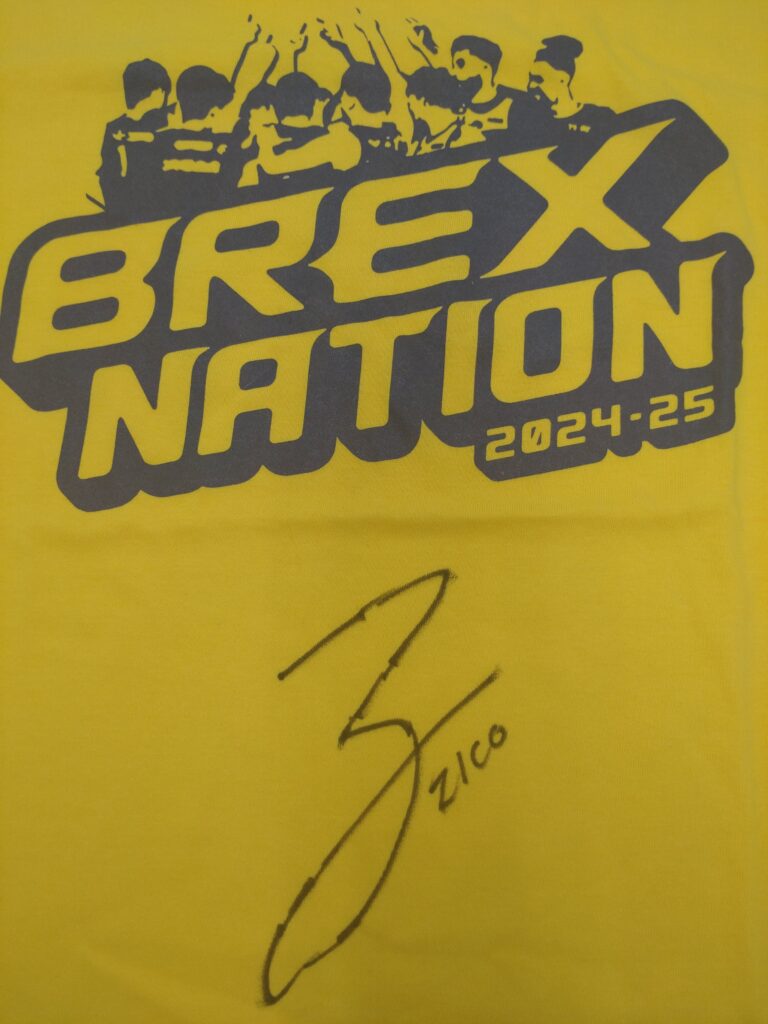 BREX
NATION
2024-25
ZICO